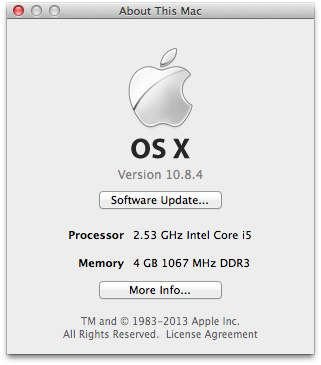 About This Mac
OS X
Version 10.8.4
Software Update...
Processor 2.53 GHz Intel Core i5
Memory 4 GB 1067 MHz DDR3
More Info...
TM and © 1983-2013 Apple Inc.
All Rights Reserved. License Agreement